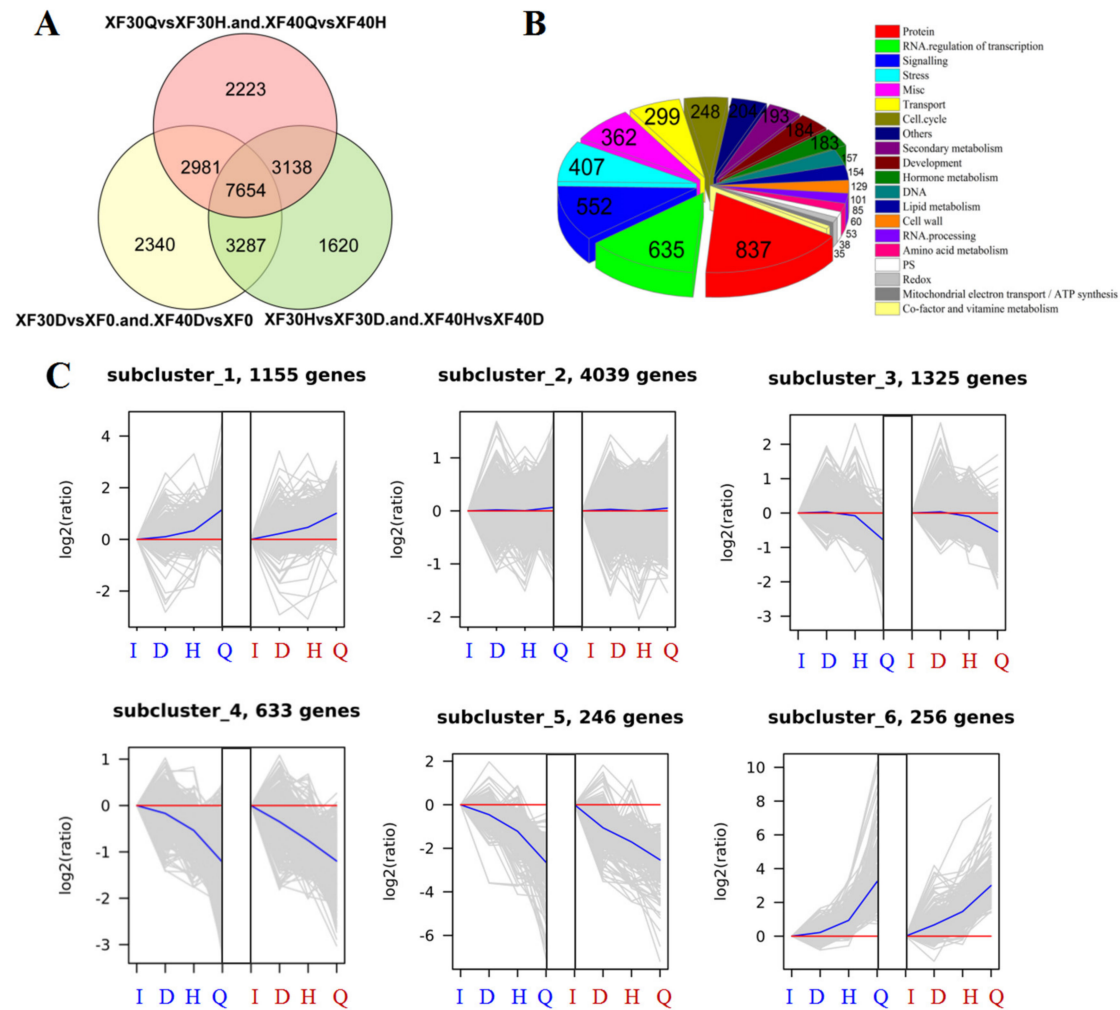 A
XF30QvsXF30H.and.XF40QvsXF40H
2223
2981
3138
7654
2340
3287
1620
XF30DvsXF0.and.XF40DvsXF0
XF30HvsXF30D.and.XF40HvsXF40D
B
837
635
552
407
362
299
248
204
193
184
183
157
154
129
101
85
60
53
38
35
Protein
RNA.regulation of transcription
Signalling
Stress
Misc
Transport
Cell.cycle
Others
Secondary metabolism
Development
Hormone metabolism
DNA
Lipid metabolism
Cell wall
RNA.processing
Amino acid metabolism
PS
Redox
Mitochondrial electron transport / ATP synthesis
Co-factor and vitamine metabolism
C
subcluster_1, 1155 genes
log2(ratio)
4
2
0
-2
I D H Q I D H Q
subcluster_2, 4039 genes
log2(ratio)
1
0
-1
-2
I D H Q I D H Q
subcluster_3, 1325 genes
log2(ratio)
2
1
0
-1
-2
-3
I D H Q I D H Q
subcluster_4, 633 genes
log2(ratio)
1
0
-1
-2
-3
I D H Q I D H Q
subcluster_5, 246 genes
log2(ratio)
2
0
-2
-4
-6
I D H Q I D H Q
subcluster_6, 256 genes
log2(ratio)
10
8
6
4
2
0
I D H Q I D H Q